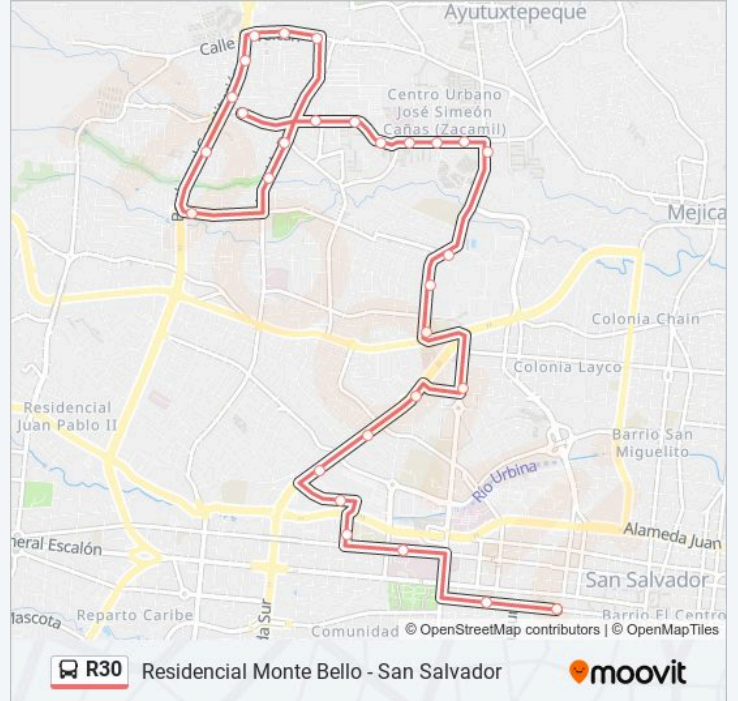 Ayutuxtepeque
Calle
Centro Urbano
José Simeón
Cañas (Zacamil)
Mejica
Colonia Chain
Colonia Layco
Residencial
Juan Pablo II
Barrio San
Miguelito
Río Urbina
Alameda Juan
neral Escalón
San Salvador
Mascota
Reparto Caribe
da Sur
Barrio El Centro
Comunidad
© OpenStreetMap contributors | © OpenMapTiles
R30 Residencial Monte Bello - San Salvador moovit